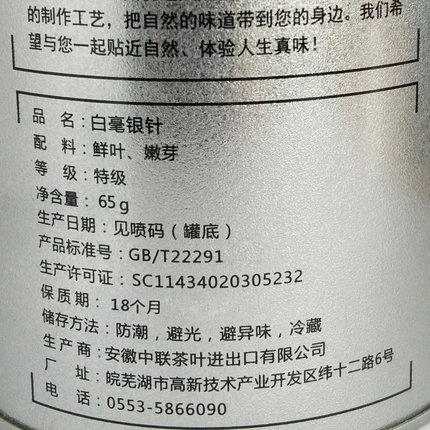 的制作工艺，把自然的味道带到您的身边。我们希
望与您一起贴近自然、体验人生真味！
品名：白毫银针
配料：鲜叶、嫩芽
等级：特级
净含量：65g
生产日期：见喷码（罐底）
产品标准号：GB/T22291
生产许可证：SC11434020305232
保质期：18个月
储存方法：防潮，避光，避异味，冷藏
生产商：安徽中联茶叶进出口有限公司
厂址：皖芜湖市高新技术产业开发区纬十二路6号
电话：0553-5866090